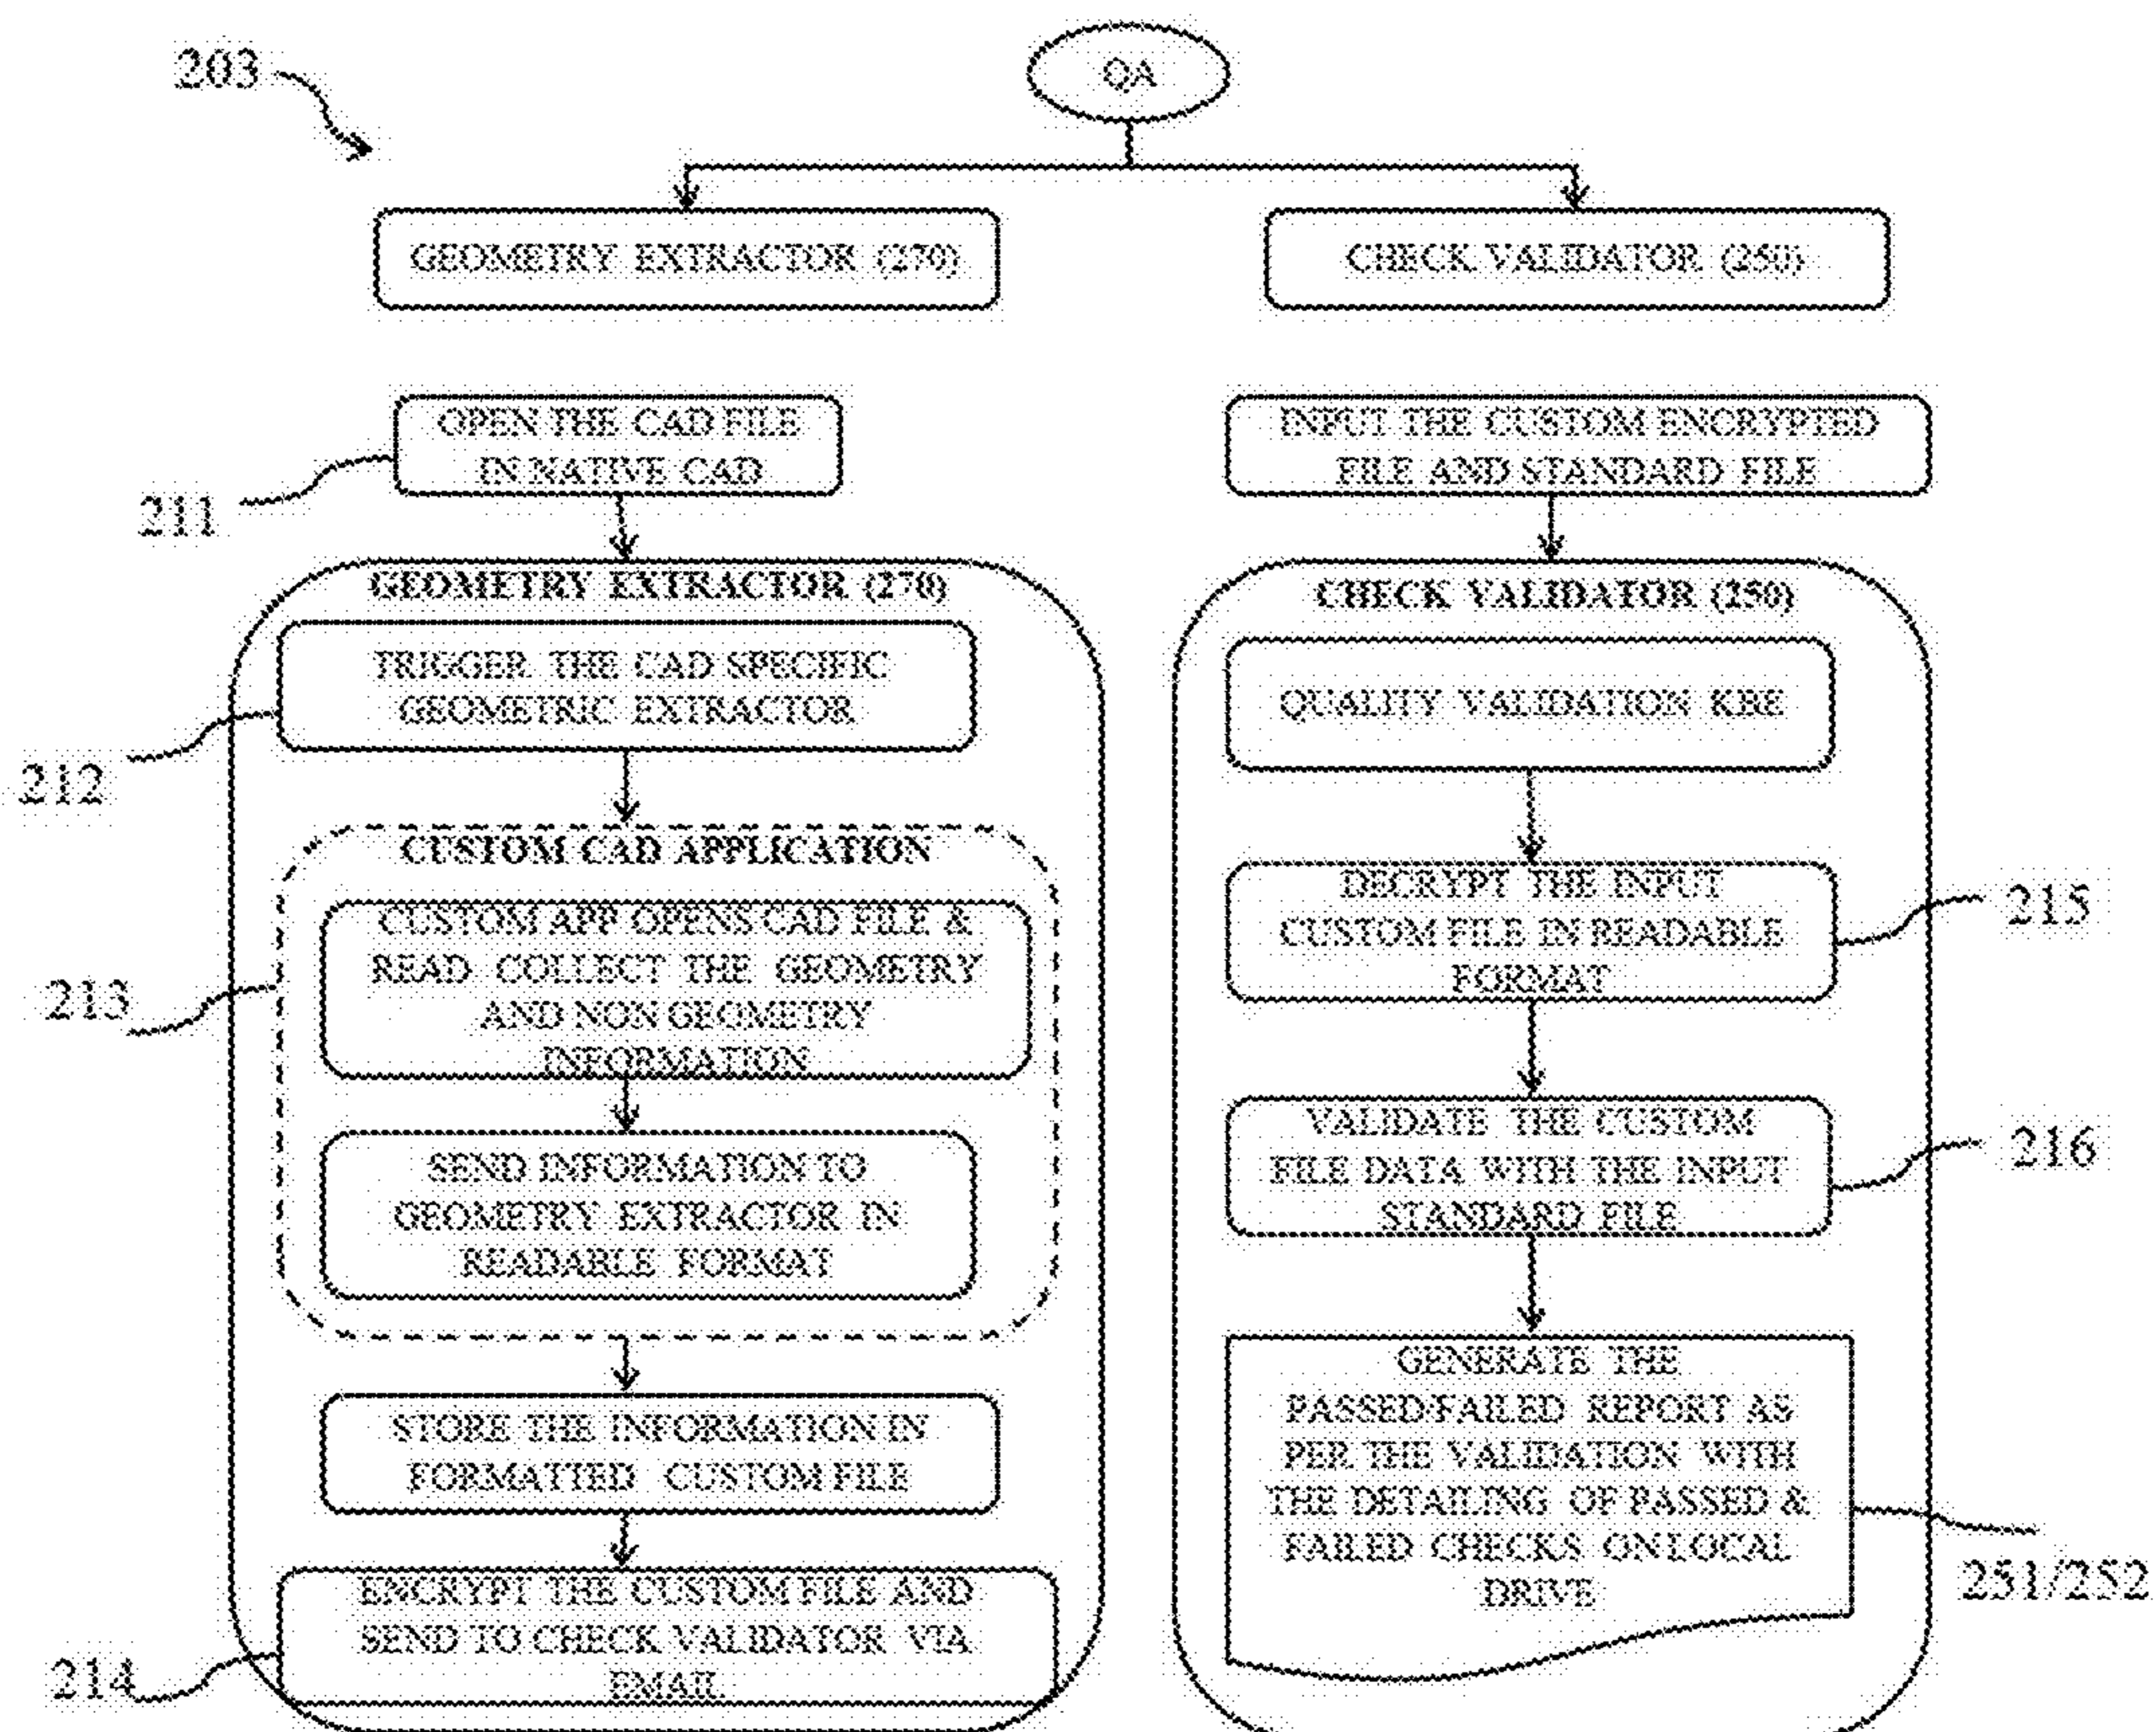 203
QA
GEOMETRY EXTRACTOR (270)
CHECK VALIDATOR (250)
OPEN THE CAD FILE
IN NATIVE CAD
211
GEOMETRY EXTRACTOR (270)
TRIGGER THE CAD SPECIFIC
GEOMETRIC EXTRACTOR
212
CUSTOM CAD APPLICATION
CUSTOM APP OPENS CAD FILE &
READ COLLECT THE GEOMETRY
AND NON GEOMETRY
INFORMATION
213
SEND INFORMATION TO
GEOMETRY EXTRACTOR IN
READABLE FORMAT
STORE THE INFORMATION IN
FORMATTED CUSTOM FILE
ENCRYPT THE CUSTOM FILE AND
SEND TO CHECK VALIDATOR VIA
EMAIL
214
INPUT THE CUSTOM ENCRYPTED
FILE AND STANDARD FILE
CHECK VALIDATOR (250)
QUALITY VALIDATION KRE
DECRYPT THE INPUT
CUSTOM FILE IN READABLE
FORMAT
215
VALIDATE THE CUSTOM
FILE DATA WITH THE INPUT
STANDARD FILE
216
GENERATE THE
PASSED/FAILED REPORT AS
PER THE VALIDATION WITH
THE DETAILING OF PASSED &
FAILED CHECKS ON LOCAL
DRIVE
251/252